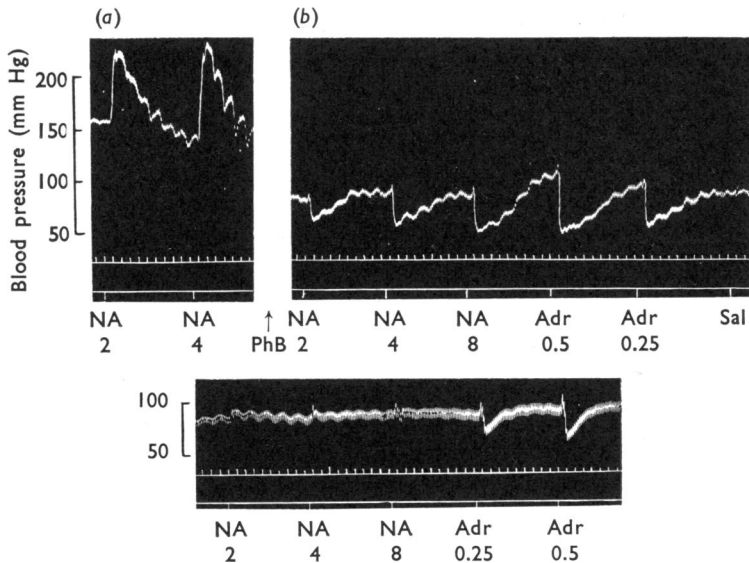 (a) (b)
Blood pressure (mm Hg)
200
150
100
50
NA NA ↑ NA NA NA Adr Adr Sal
2 4 PhB 2 4 8 0.5 0.25
100
50
NA NA NA Adr Adr
2 4 8 0.25 0.5